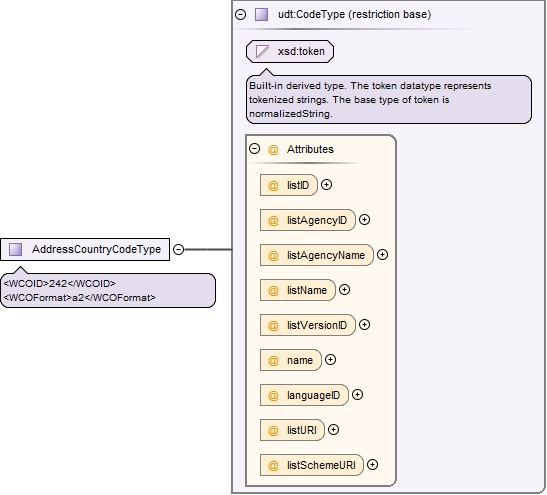 udt:CodeType (restriction base)
xsd:token
Built-in derived type. The token datatype represents
tokenized strings. The base type of token is
normalizedString.
@ Attributes
@ listID
@ listAgencyID
@ listAgencyName
@ listName
@ listVersionID
@ name
@ languageID
@ listURI
@ listSchemeURI
AddressCountryCodeType
<WCOID>242</WCOID>
<WCOFormat>a2</WCOFormat>